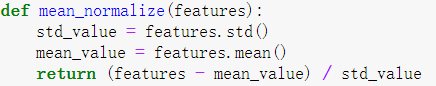 def mean_normalize(features):
    std_value = features.std()
    mean_value = features.mean()
    return (features - mean_value) / std_value